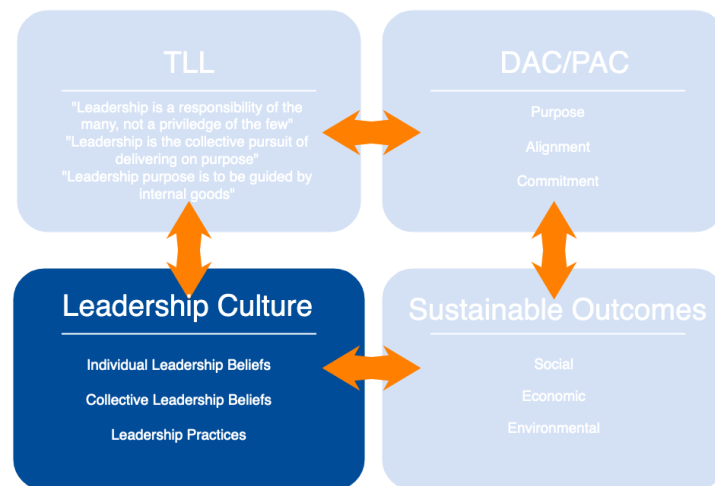 TLL
"Leadership is a responsibility of the
many, not a priviledge of the few"
"Leadership is the collective pursuit of
delivering on purpose"
"Leadership purpose is to be guided by
internal goods"
DAC/PAC
Purpose
Alignment
Commitment
Leadership Culture
Individual Leadership Beliefs
Collective Leadership Beliefs
Leadership Practices
Sustainable Outcomes
Social
Economic
Environmental